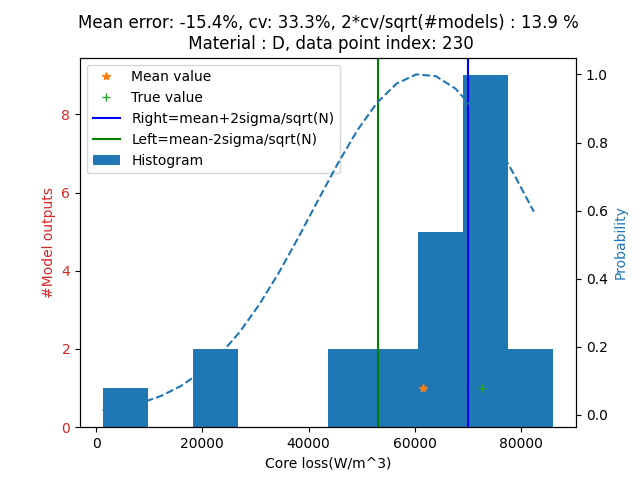 Mean error: -15.4%, cv: 33.3%, 2*cv/sqrt(#models) : 13.9 %
Material : D, data point index: 230
Mean value
True value
Right=mean+2sigma/sqrt(N)
Left=mean-2sigma/sqrt(N)
Histogram
#Model outputs
8
6
4
2
0
1.0
0.8
0.6
0.4
0.2
0.0
Probability
0 20000 40000 60000 80000
Core loss(W/m^3)